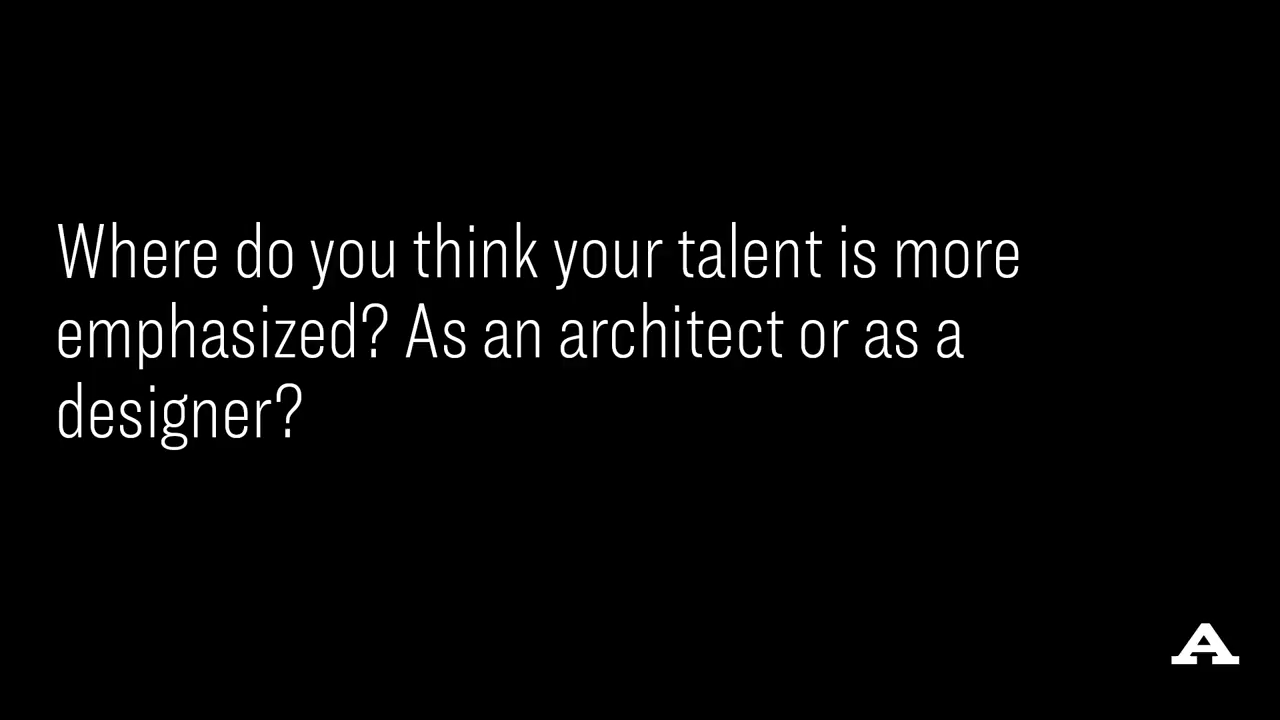 Where do you think your talent is more
emphasized? As an architect or as a
designer?
A